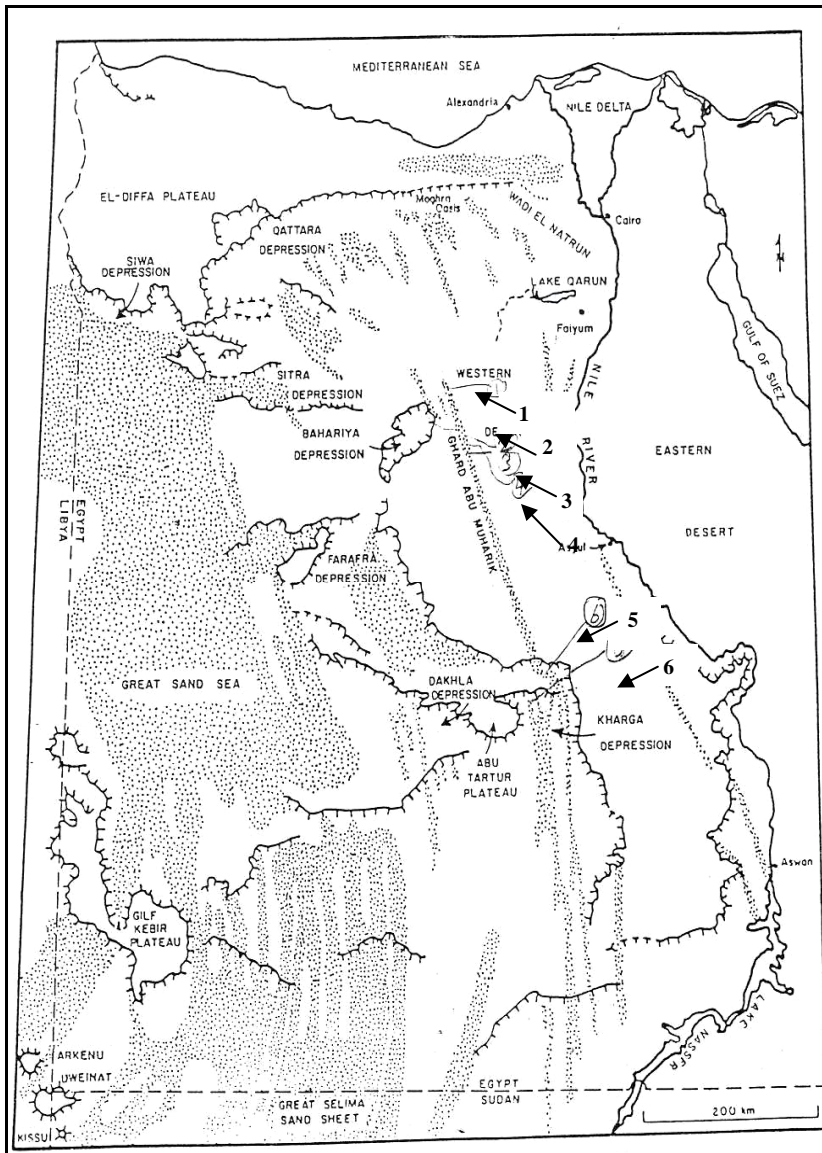 MEDITERRANEAN SEA
Alexandria
NILE DELTA
EL-DIFFA PLATEAU
Moghra
Oasis
WADI EL NATRUN
Cairo
QATTARA
DEPRESSION
N
SIWA
DEPRESSION
LAKE QARUN
Faiyum
GULF OF SUEZ
SITRA
DEPRESSION
WESTERN
1
NILE
RIVER
BAHARIYA
DEPRESSION
DE
2
3
3
GHARD ABU MUHARIK
EASTERN
DESERT
4
EGYPT
LIBYA
FARAFRA
DEPRESSION
6
5
6
GREAT SAND SEA
DAKHLA
DEPRESSION
KHARGA
DEPRESSION
ABU
TARTUR
PLATEAU
Aswan
GILF
KEBIR
PLATEAU
LAKE
NASSER
ARKENU
UWEINAT
EGYPT
SUDAN
GREAT SELIMA
SAND SHEET
KISSU
200 km